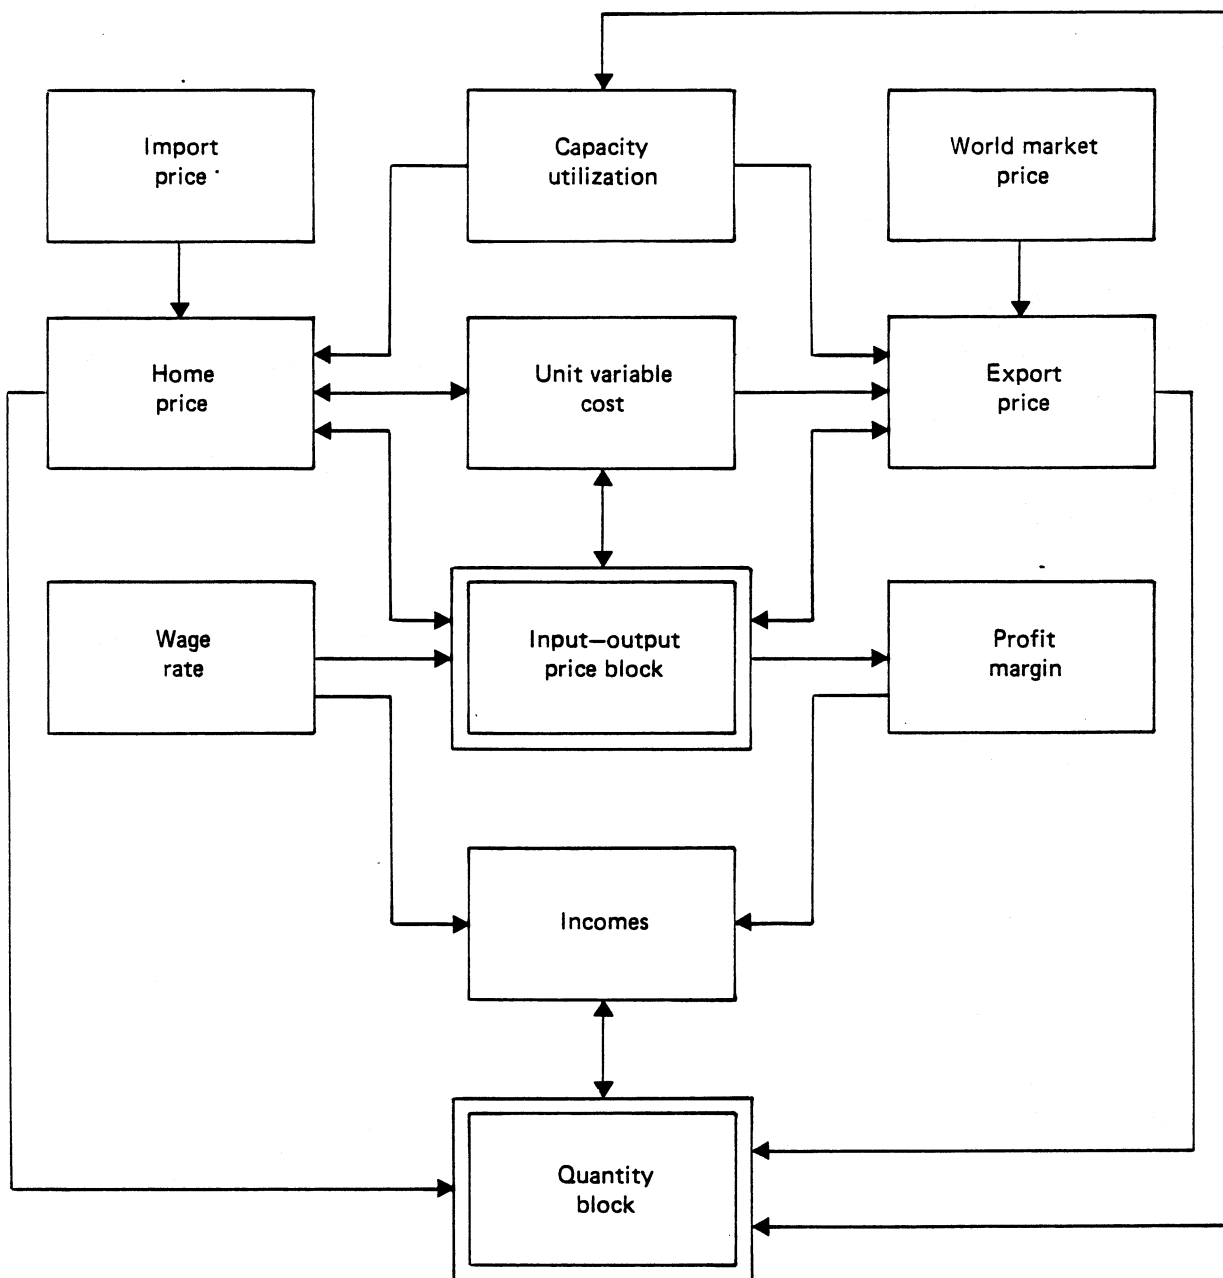 Import
price
Capacity
utilization
World market
price
Home
price
Unit variable
cost
Export
price
Wage
rate
Input—output
price block
Profit
margin
Incomes
Quantity
block